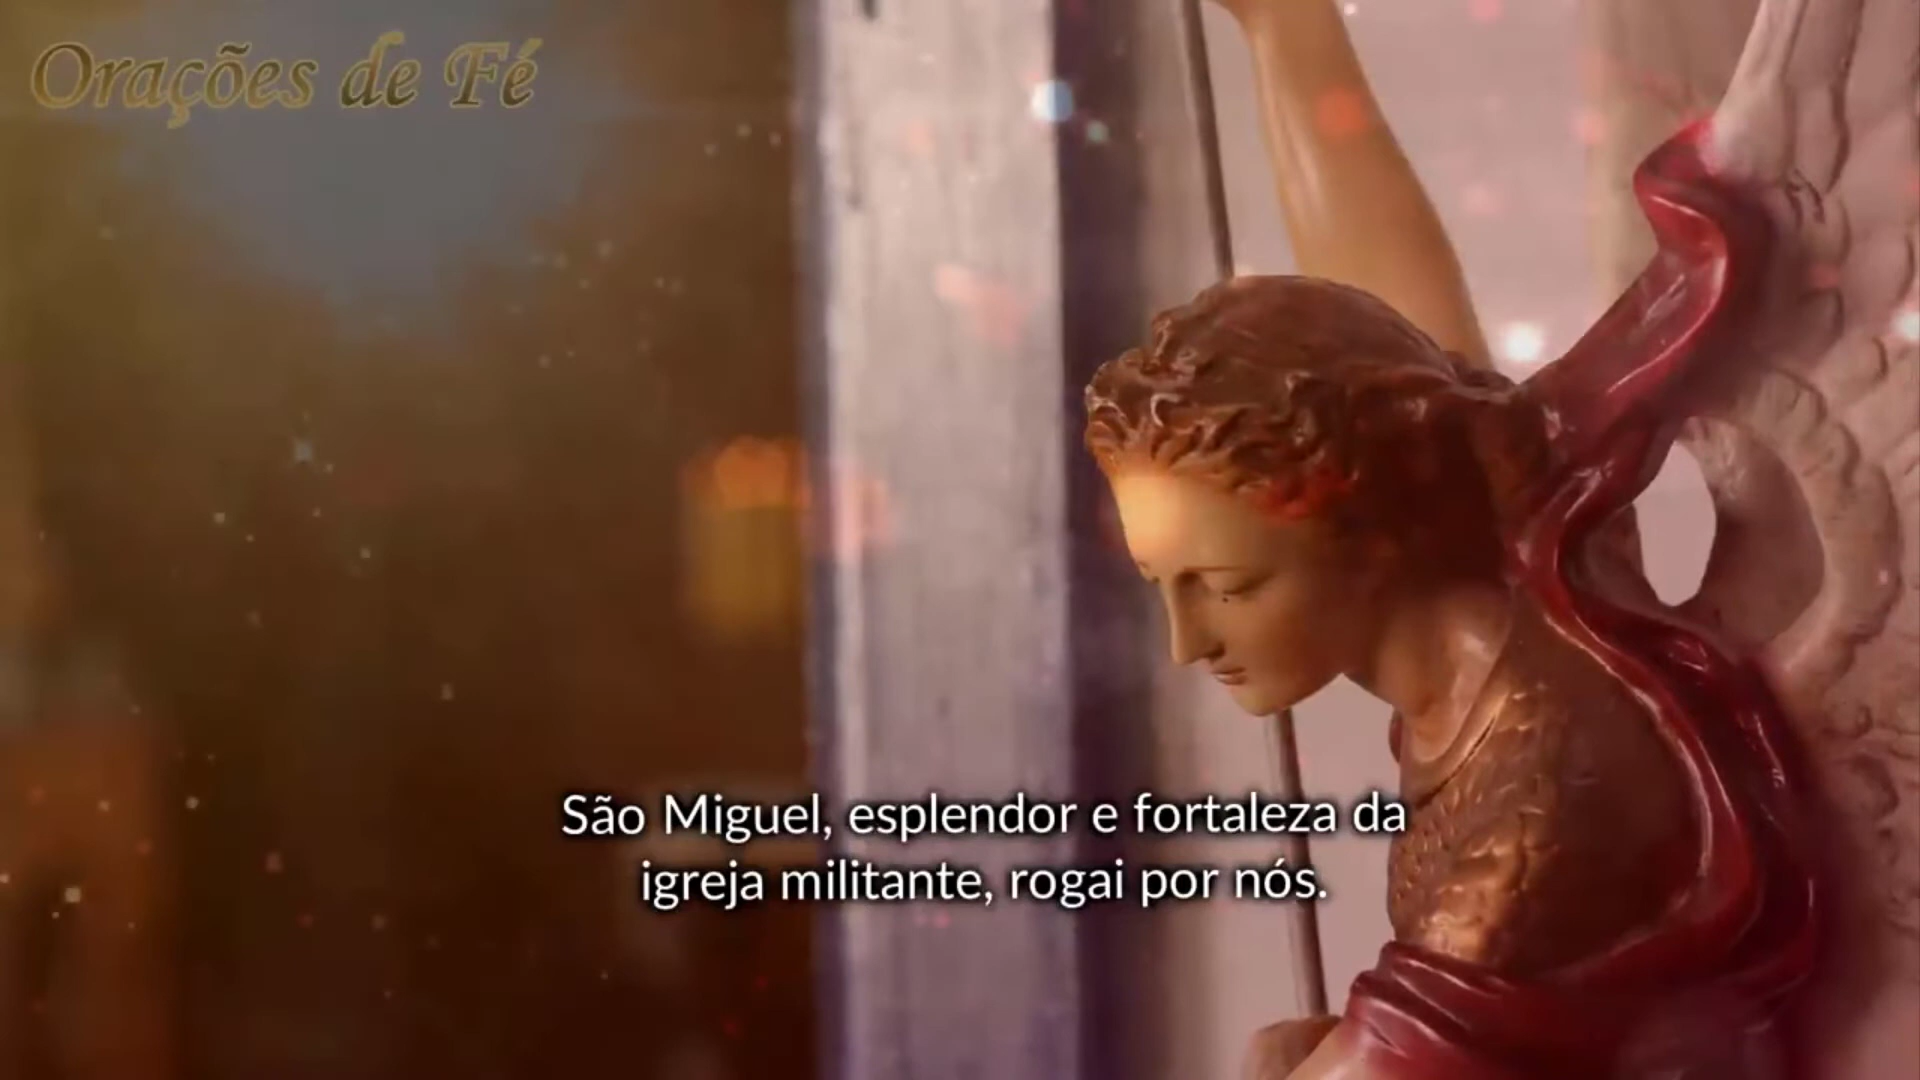 Orações de Fé
São Miguel, esplendor e fortaleza da
igreja militante, rogai por nós.